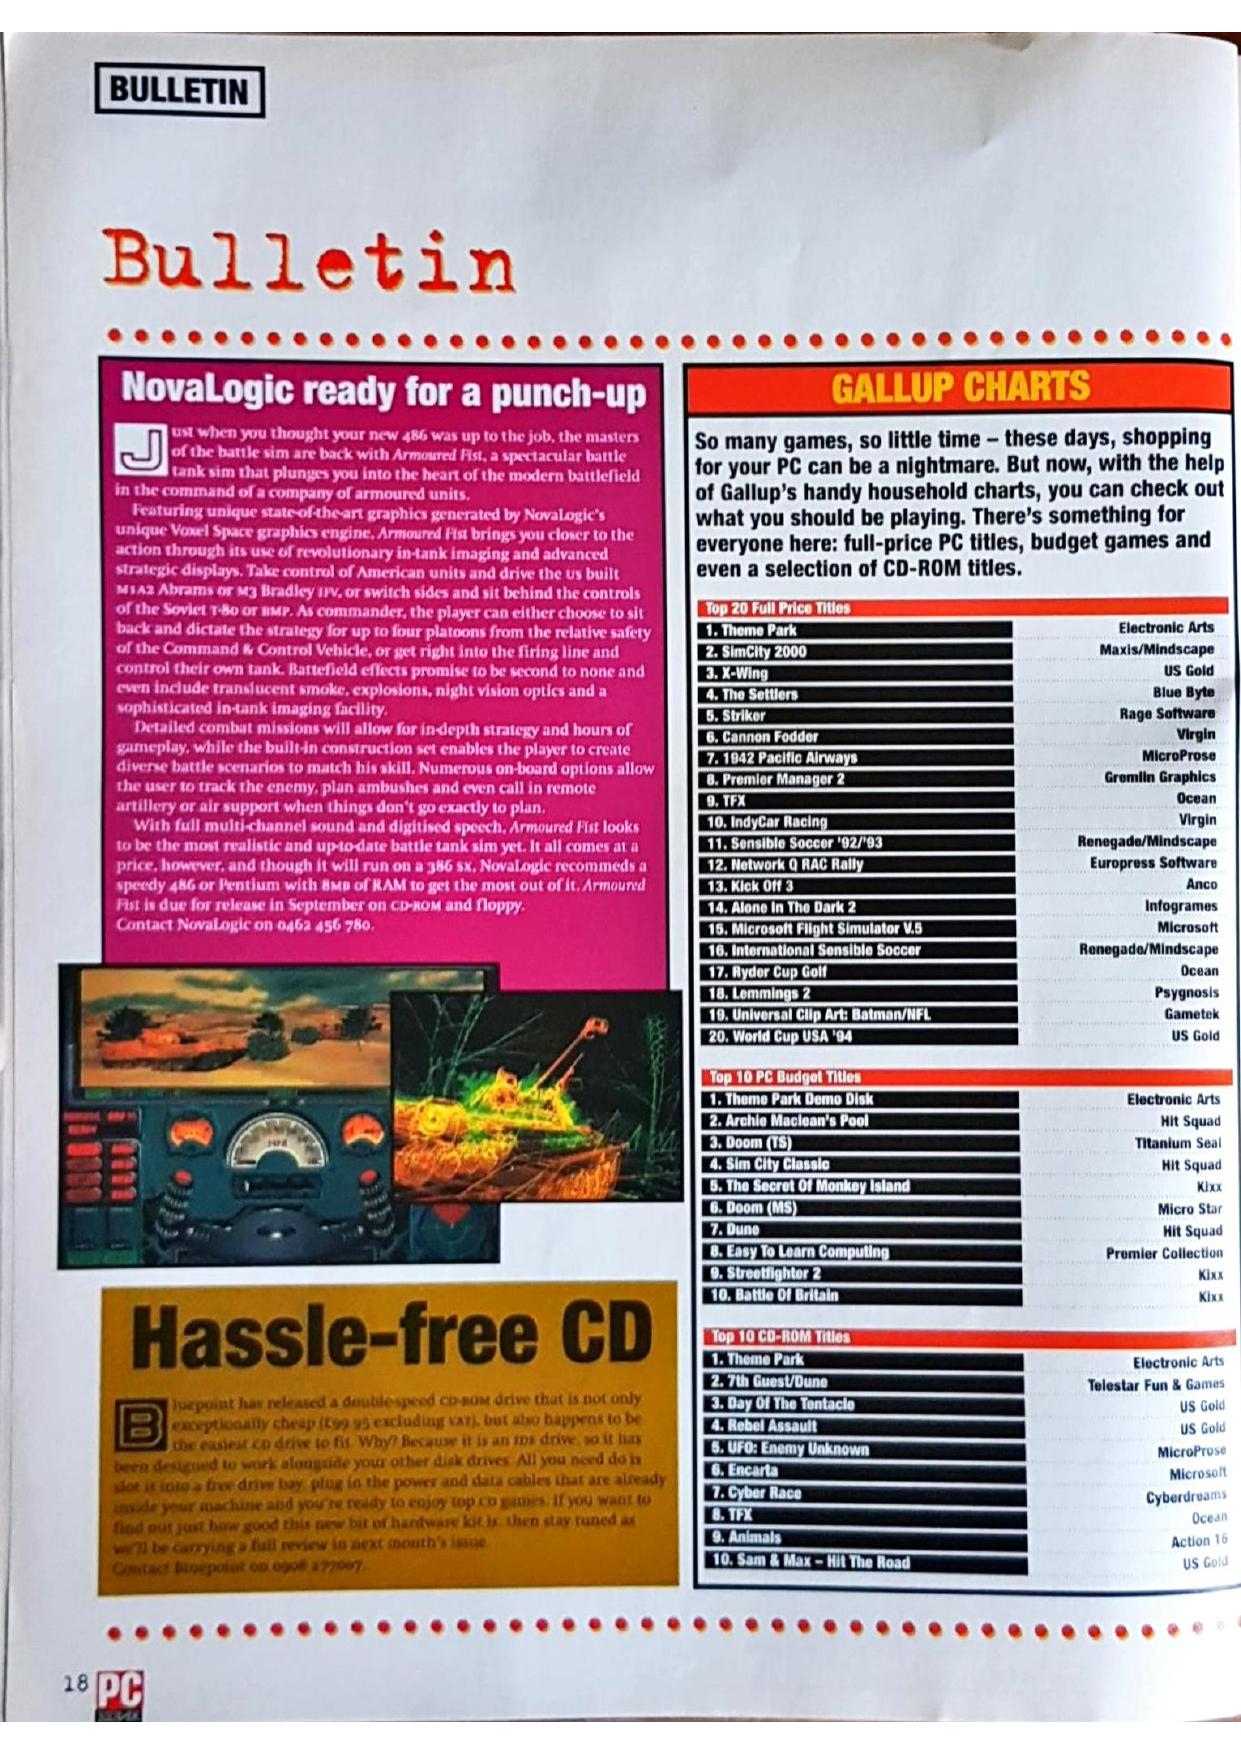 BULLETIN
Bulletin
NovaLogic ready for a punch-up
Just when you thought your new 486 was up to the job, the masters
of the battle sim are back with Armoured Fist, a spectacular battle
tank sim that plunges you into the heart of the modern battlefield
in the command of a company of armoured units.
Featuring unique state-of-the-art graphics generated by NovaLogic's
unique Voxel Space graphics engine, Armoured Fist brings you closer to the
action through its use of revolutionary in-tank imaging and advanced
strategic displays. Take control of American units and drive the US built
M1A2 Abrams or M3 Bradley IFV, or switch sides and sit behind the controls
of the Soviet T-80 or BMP. As commander, the player can either choose to sit
back and dictate the strategy for up to four platoons from the relative safety
of the Command & Control Vehicle, or get right into the firing line and
control their own tank. Battefield effects promise to be second to none and
even include translucent smoke, explosions, night vision optics and a
sophisticated in-tank imaging facility.
Detailed combat missions will allow for in-depth strategy and hours of
gameplay, while the built-in construction set enables the player to create
diverse battle scenarios to match his skill. Numerous on-board options allow
the user to track the enemy, plan ambushes and even call in remote
artillery or air support when things don't go exactly to plan.
With full multi-channel sound and digitised speech, Armoured Fist looks
to be the most realistic and up-to-date battle tank sim yet. It all comes at a
price, however, and though it will run on a 386 SX, NovaLogic recommeds a
speedy 486 or Pentium with 8MB of RAM to get the most out of it. Armoured
Fist is due for release in September on CD-ROM and floppy.
Contact NovaLogic on 0462 456 780.
Hassle-free CD
Bluepoint has released a double-speed CD-ROM drive that is not only
exceptionally cheap (£99.95 excluding VAT), but also happens to be
the easiest CD drive to fit. Why? Because it is an IDE drive, so it has
been designed to work alongside your other disk drives. All you need do is
slot it into a free drive bay, plug in the power and data cables that are already
inside your machine and you're ready to enjoy top CD games. If you want to
find out just how good this new bit of hardware kit is, then stay tuned as
we'll be carrying a full review in next month's issue.
Contact Bluepoint on 0908 277007.
GALLUP CHARTS
So many games, so little time – these days, shopping
for your PC can be a nightmare. But now, with the help
of Gallup's handy household charts, you can check out
what you should be playing. There's something for
everyone here: full-price PC titles, budget games and
even a selection of CD-ROM titles.
Top 20 Full Price Titles
1. Theme Park Electronic Arts
2. SimCity 2000 Maxis/Mindscape
3. X-Wing US Gold
4. The Settlers Blue Byte
5. Striker Rage Software
6. Cannon Fodder Virgin
7. 1942 Pacific Airways MicroProse
8. Premier Manager 2 Gremlin Graphics
9. TFX Ocean
10. IndyCar Racing Virgin
11. Sensible Soccer '92/'93 Renegade/Mindscape
12. Network Q RAC Rally Europress Software
13. Kick Off 3 Anco
14. Alone In The Dark 2 Infogrames
15. Microsoft Flight Simulator V.5 Microsoft
16. International Sensible Soccer Renegade/Mindscape
17. Ryder Cup Golf Ocean
18. Lemmings 2 Psygnosis
19. Universal Clip Art: Batman/NFL Gametek
20. World Cup USA '94 US Gold
Top 10 PC Budget Titles
1. Theme Park Demo Disk Electronic Arts
2. Archie Maclean's Pool Hit Squad
3. Doom (TS) Titanium Seal
4. Sim City Classic Hit Squad
5. The Secret Of Monkey Island Kixx
6. Doom (MS) Micro Star
7. Dune Hit Squad
8. Easy To Learn Computing Premier Collection
9. Streetfighter 2 Kixx
10. Battle Of Britain Kixx
Top 10 CD-ROM Titles
1. Theme Park Electronic Arts
2. 7th Guest/Dune Telestar Fun & Games
3. Day Of The Tentacle US Gold
4. Rebel Assault US Gold
5. UFO: Enemy Unknown MicroProse
6. Encarta Microsoft
7. Cyber Race Cyberdreams
8. TFX Ocean
9. Animals Action 16
10. Sam & Max – Hit The Road US Gold
18 PC